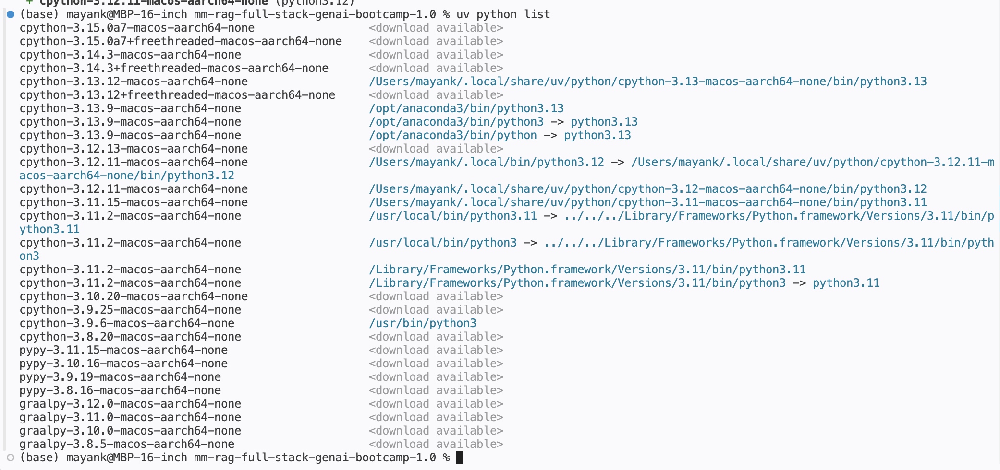 + cpython-3.12.11-macos-aarch64-none (python3.12)
(base) mayank@MBP-16-inch mm-rag-full-stack-genai-bootcamp-1.0 % uv python list
cpython-3.15.0a7-macos-aarch64-none <download available>
cpython-3.15.0a7+freethreaded-macos-aarch64-none <download available>
cpython-3.14.3-macos-aarch64-none <download available>
cpython-3.14.3+freethreaded-macos-aarch64-none <download available>
cpython-3.13.12-macos-aarch64-none /Users/mayank/.local/share/uv/python/cpython-3.13-macos-aarch64-none/bin/python3.13
cpython-3.13.12+freethreaded-macos-aarch64-none <download available>
cpython-3.13.9-macos-aarch64-none /opt/anaconda3/bin/python3.13
cpython-3.13.9-macos-aarch64-none /opt/anaconda3/bin/python3 -> python3.13
cpython-3.13.9-macos-aarch64-none /opt/anaconda3/bin/python -> python3.13
cpython-3.12.13-macos-aarch64-none <download available>
cpython-3.12.11-macos-aarch64-none /Users/mayank/.local/bin/python3.12 -> /Users/mayank/.local/share/uv/python/cpython-3.12.11-m
acos-aarch64-none/bin/python3.12
cpython-3.12.11-macos-aarch64-none /Users/mayank/.local/share/uv/python/cpython-3.12-macos-aarch64-none/bin/python3.12
cpython-3.11.15-macos-aarch64-none /Users/mayank/.local/share/uv/python/cpython-3.11-macos-aarch64-none/bin/python3.11
cpython-3.11.2-macos-aarch64-none /usr/local/bin/python3.11 -> ../../../Library/Frameworks/Python.framework/Versions/3.11/bin/p
ython3.11
cpython-3.11.2-macos-aarch64-none /usr/local/bin/python3 -> ../../../Library/Frameworks/Python.framework/Versions/3.11/bin/pyth
on3
cpython-3.11.2-macos-aarch64-none /Library/Frameworks/Python.framework/Versions/3.11/bin/python3.11
cpython-3.11.2-macos-aarch64-none /Library/Frameworks/Python.framework/Versions/3.11/bin/python3 -> python3.11
cpython-3.10.20-macos-aarch64-none <download available>
cpython-3.9.25-macos-aarch64-none <download available>
cpython-3.9.6-macos-aarch64-none /usr/bin/python3
cpython-3.8.20-macos-aarch64-none <download available>
pypy-3.11.15-macos-aarch64-none <download available>
pypy-3.10.16-macos-aarch64-none <download available>
pypy-3.9.19-macos-aarch64-none <download available>
pypy-3.8.16-macos-aarch64-none <download available>
graalpy-3.12.0-macos-aarch64-none <download available>
graalpy-3.11.0-macos-aarch64-none <download available>
graalpy-3.10.0-macos-aarch64-none <download available>
graalpy-3.8.5-macos-aarch64-none <download available>
(base) mayank@MBP-16-inch mm-rag-full-stack-genai-bootcamp-1.0 %